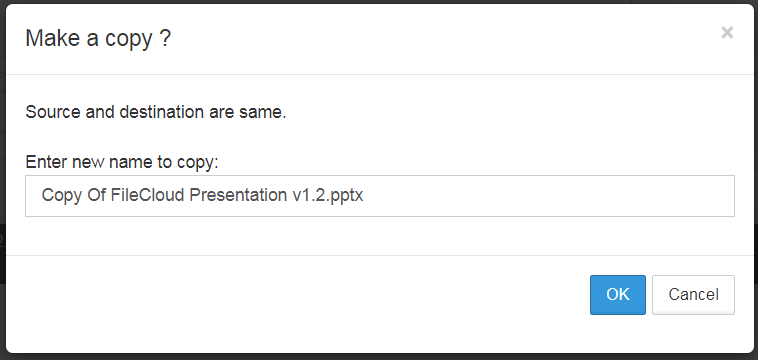 Make a copy ?
×
Source and destination are same.
Enter new name to copy:
Copy Of FileCloud Presentation v1.2.pptx
OK
Cancel